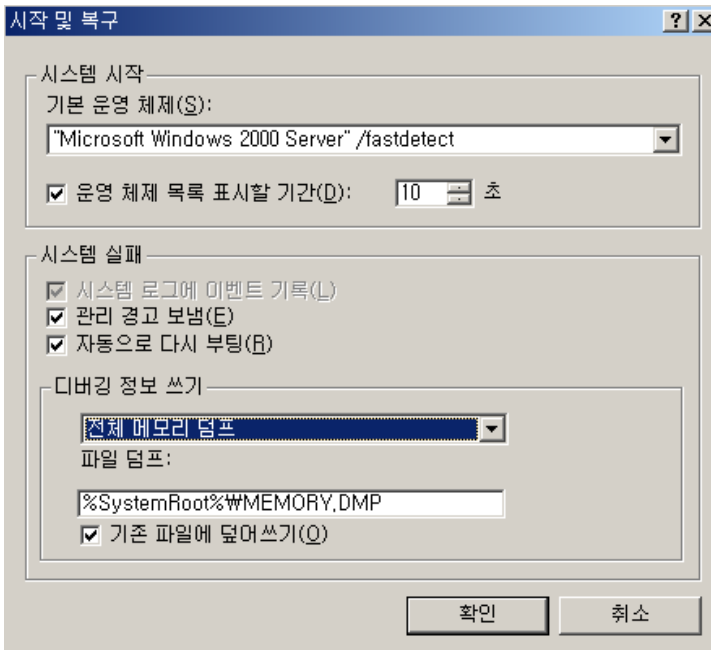 시작 및 복구
시스템 시작
기본 운영 체제(S):
"Microsoft Windows 2000 Server" /fastdetect
운영 체제 목록 표시할 기간(D): 10 초
시스템 실패
시스템 로그에 이벤트 기록(L)
관리 경고 보냄(E)
자동으로 다시 부팅(R)
디버깅 정보 쓰기
전체 메모리 덤프
파일 덤프:
%SystemRoot%₩MEMORY.DMP
기존 파일에 덮어쓰기(O)
확인 취소